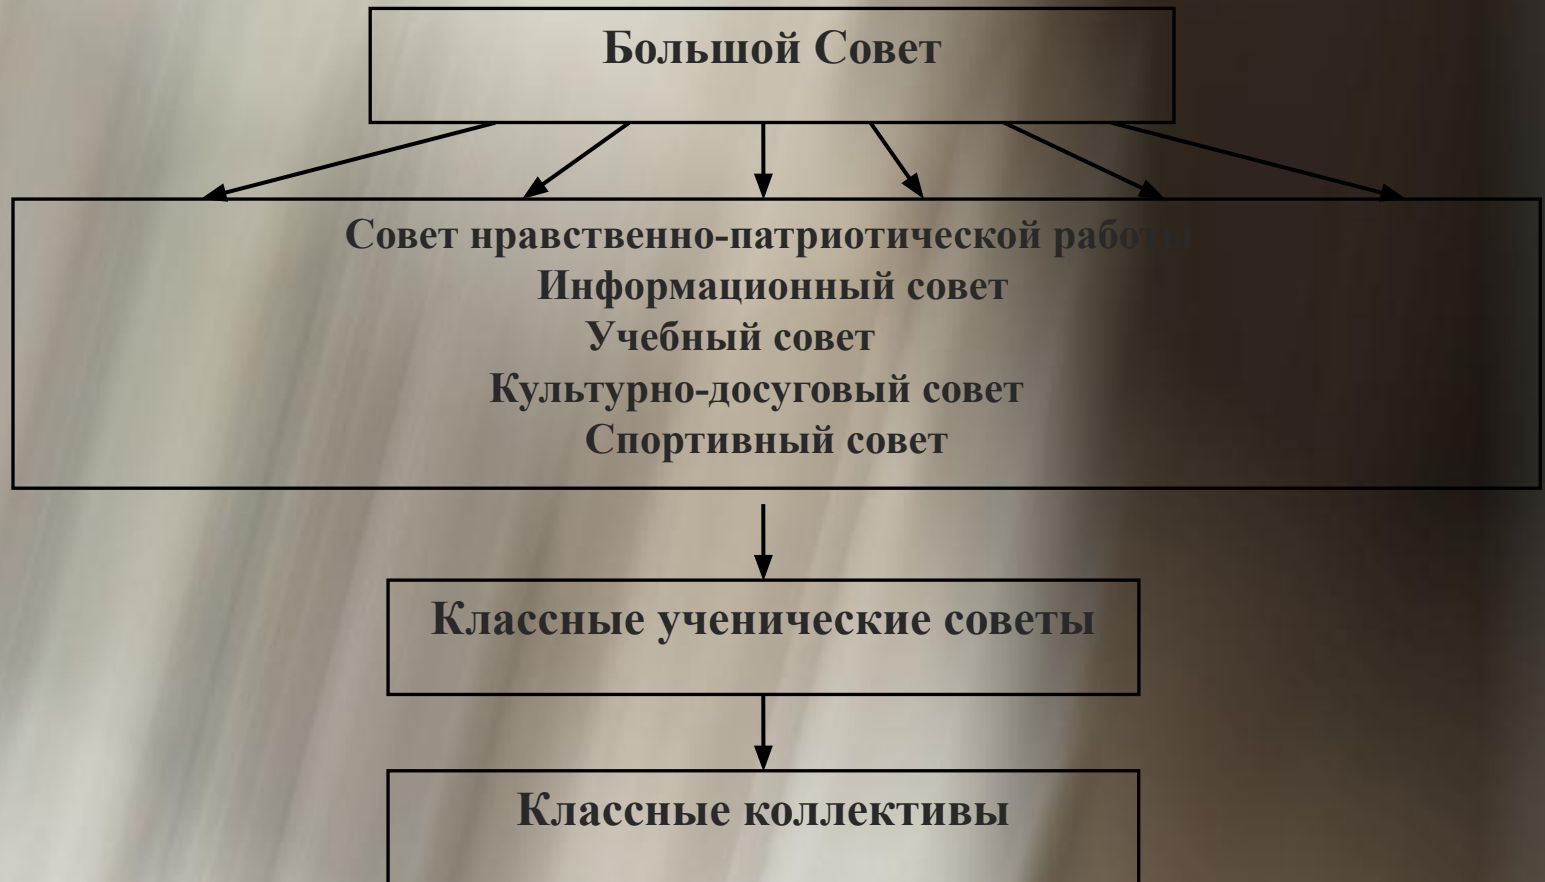 Большой Совет
Совет нравственно-патриотической работы
Информационный совет
Учебный совет
Культурно-досуговый совет
Спортивный совет
Классные ученические советы
Классные коллективы